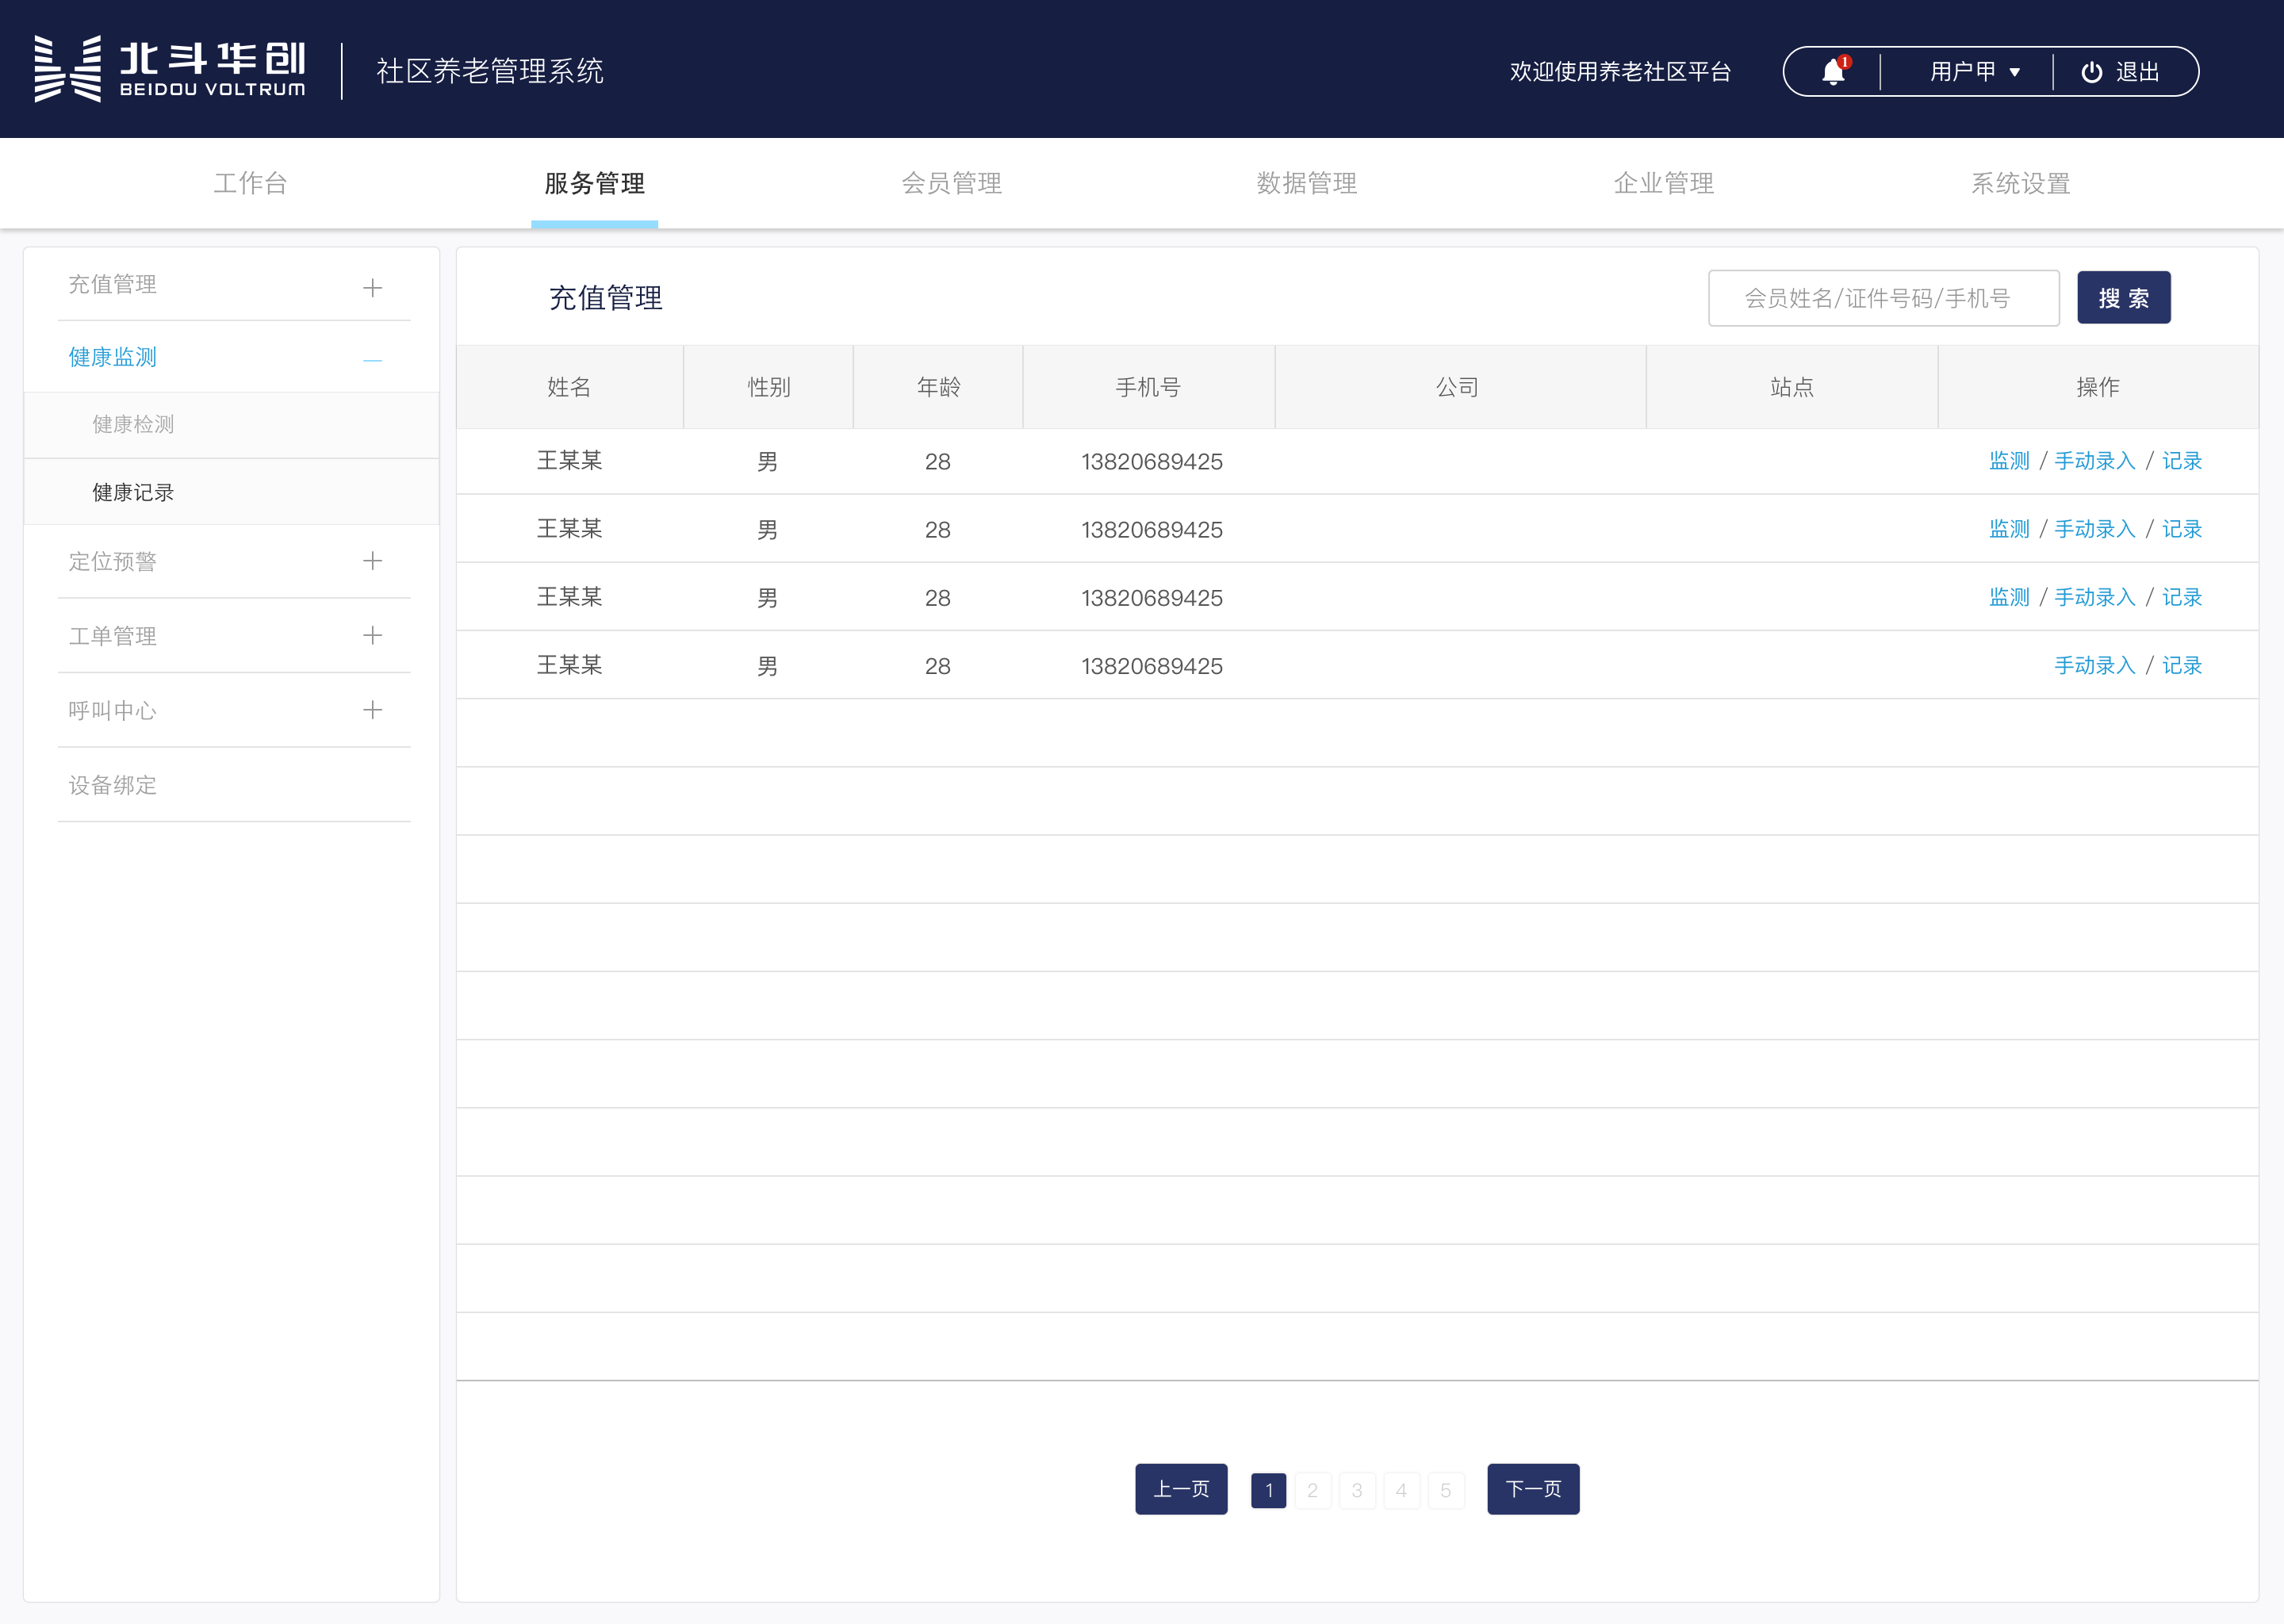 北斗华创
BEIDOU VOLTRUM
社区养老管理系统
欢迎使用养老社区平台
1
用户甲
退出
工作台 服务管理 会员管理 数据管理 企业管理 系统设置
充值管理
健康监测
健康检测
健康记录
定位预警
工单管理
呼叫中心
设备绑定
充值管理
会员姓名/证件号码/手机号
搜 索
姓名 性别 年龄 手机号 公司 站点 操作
王某某 男 28 13820689425 监测 / 手动录入 / 记录
王某某 男 28 13820689425 监测 / 手动录入 / 记录
王某某 男 28 13820689425 监测 / 手动录入 / 记录
王某某 男 28 13820689425 手动录入 / 记录
上一页 1 2 3 4 5 下一页